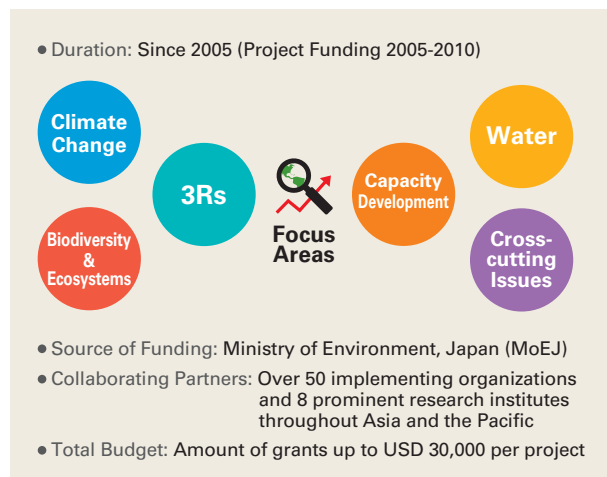 • Duration: Since 2005 (Project Funding 2005-2010)
Climate
Change
3Rs
Biodiversity
&
Ecosystems
Focus
Areas
Capacity
Development
Water
Cross-
cutting
Issues
• Source of Funding: Ministry of Environment, Japan (MoEJ)
• Collaborating Partners: Over 50 implementing organizations
and 8 prominent research institutes
throughout Asia and the Pacific
• Total Budget: Amount of grants up to USD 30,000 per project